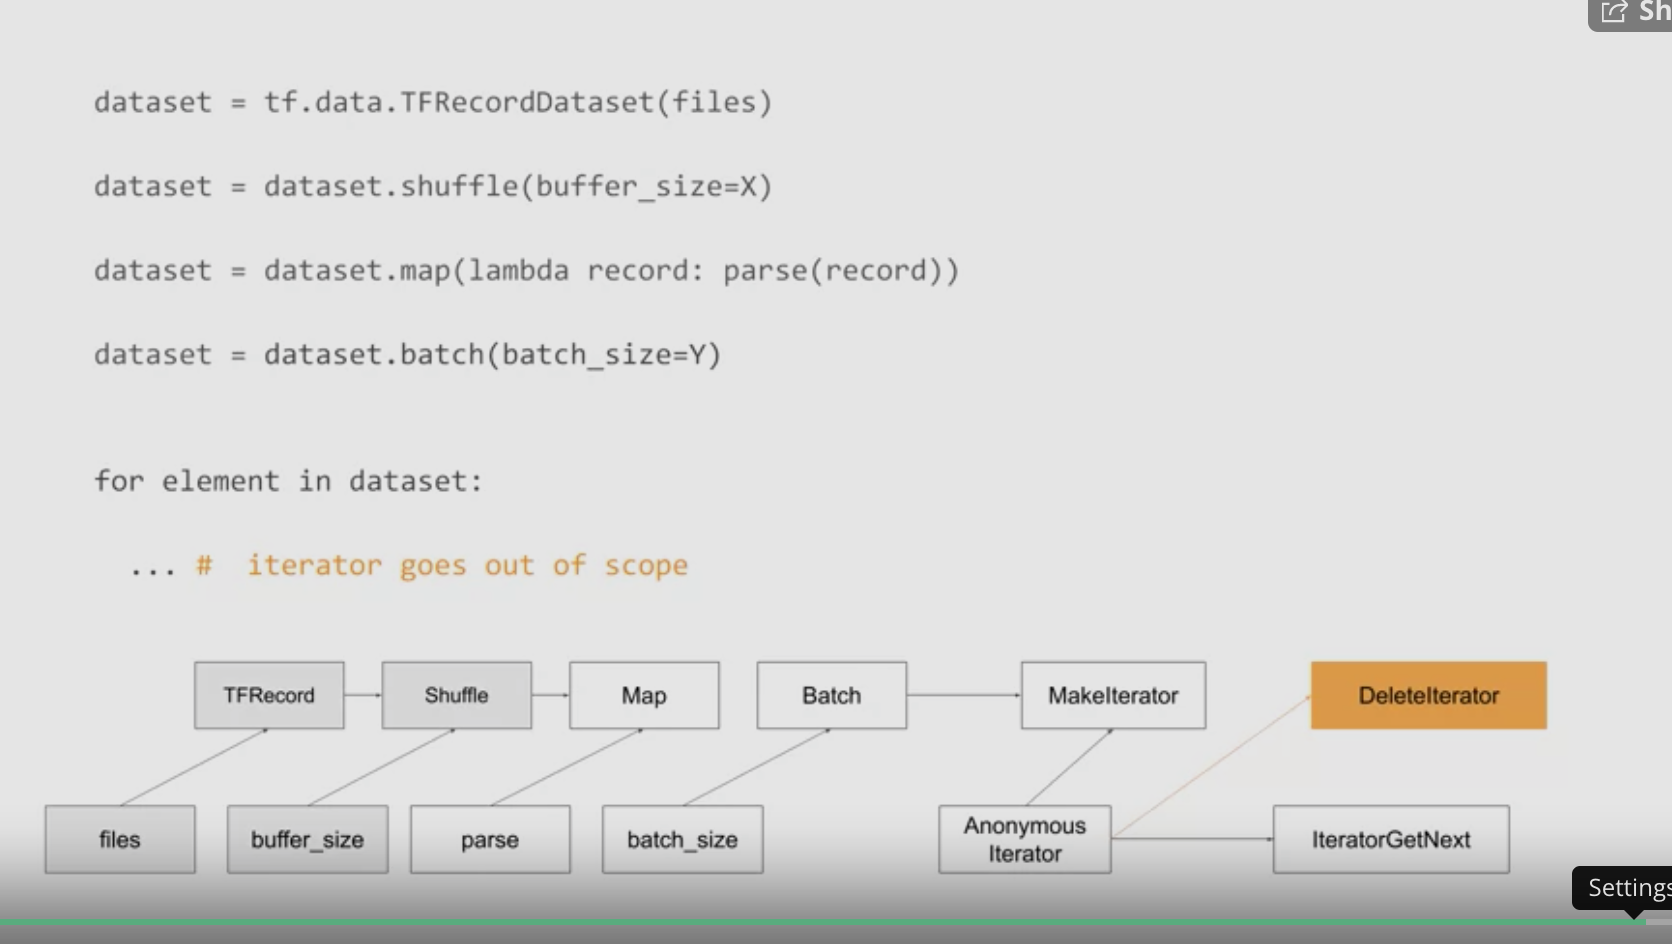 Sh
dataset = tf.data.TFRecordDataset(files)
dataset = dataset.shuffle(buffer_size=X)
dataset = dataset.map(lambda record: parse(record))
dataset = dataset.batch(batch_size=Y)
for element in dataset:
... # iterator goes out of scope
TFRecord
Shuffle
Map
Batch
MakeIterator
DeleteIterator
files
buffer_size
parse
batch_size
Anonymous
Iterator
IteratorGetNext
Settings